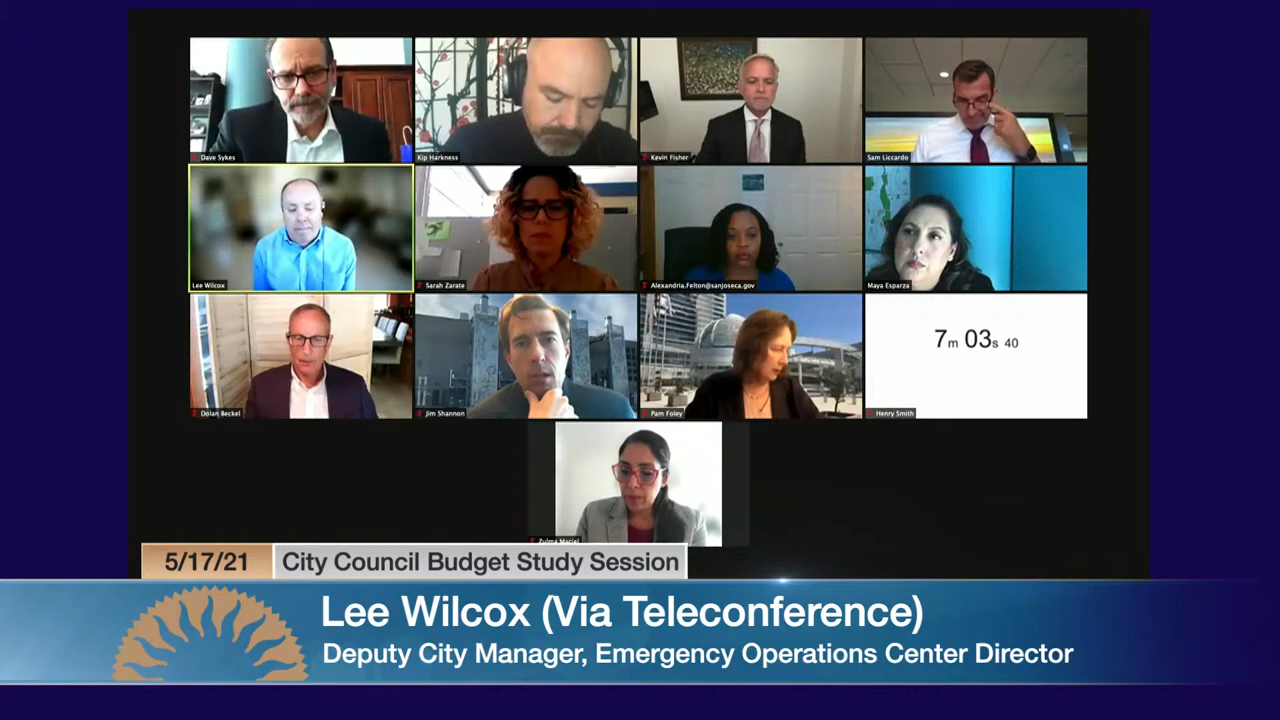 Dave Sykes
Kip Harkness
Kevin Fisher
Sam Liccardo
Lee Wilcox
Sarah Zarate
Alexandria.Felton@sanjoseca.gov
Maya Esparza
Dolan Beckel
Jim Shannon
Pam Foley
7m 03s 40
Henry Smith
Zulma Maciel
5/17/21
City Council Budget Study Session
Lee Wilcox (Via Teleconference)
Deputy City Manager, Emergency Operations Center Director